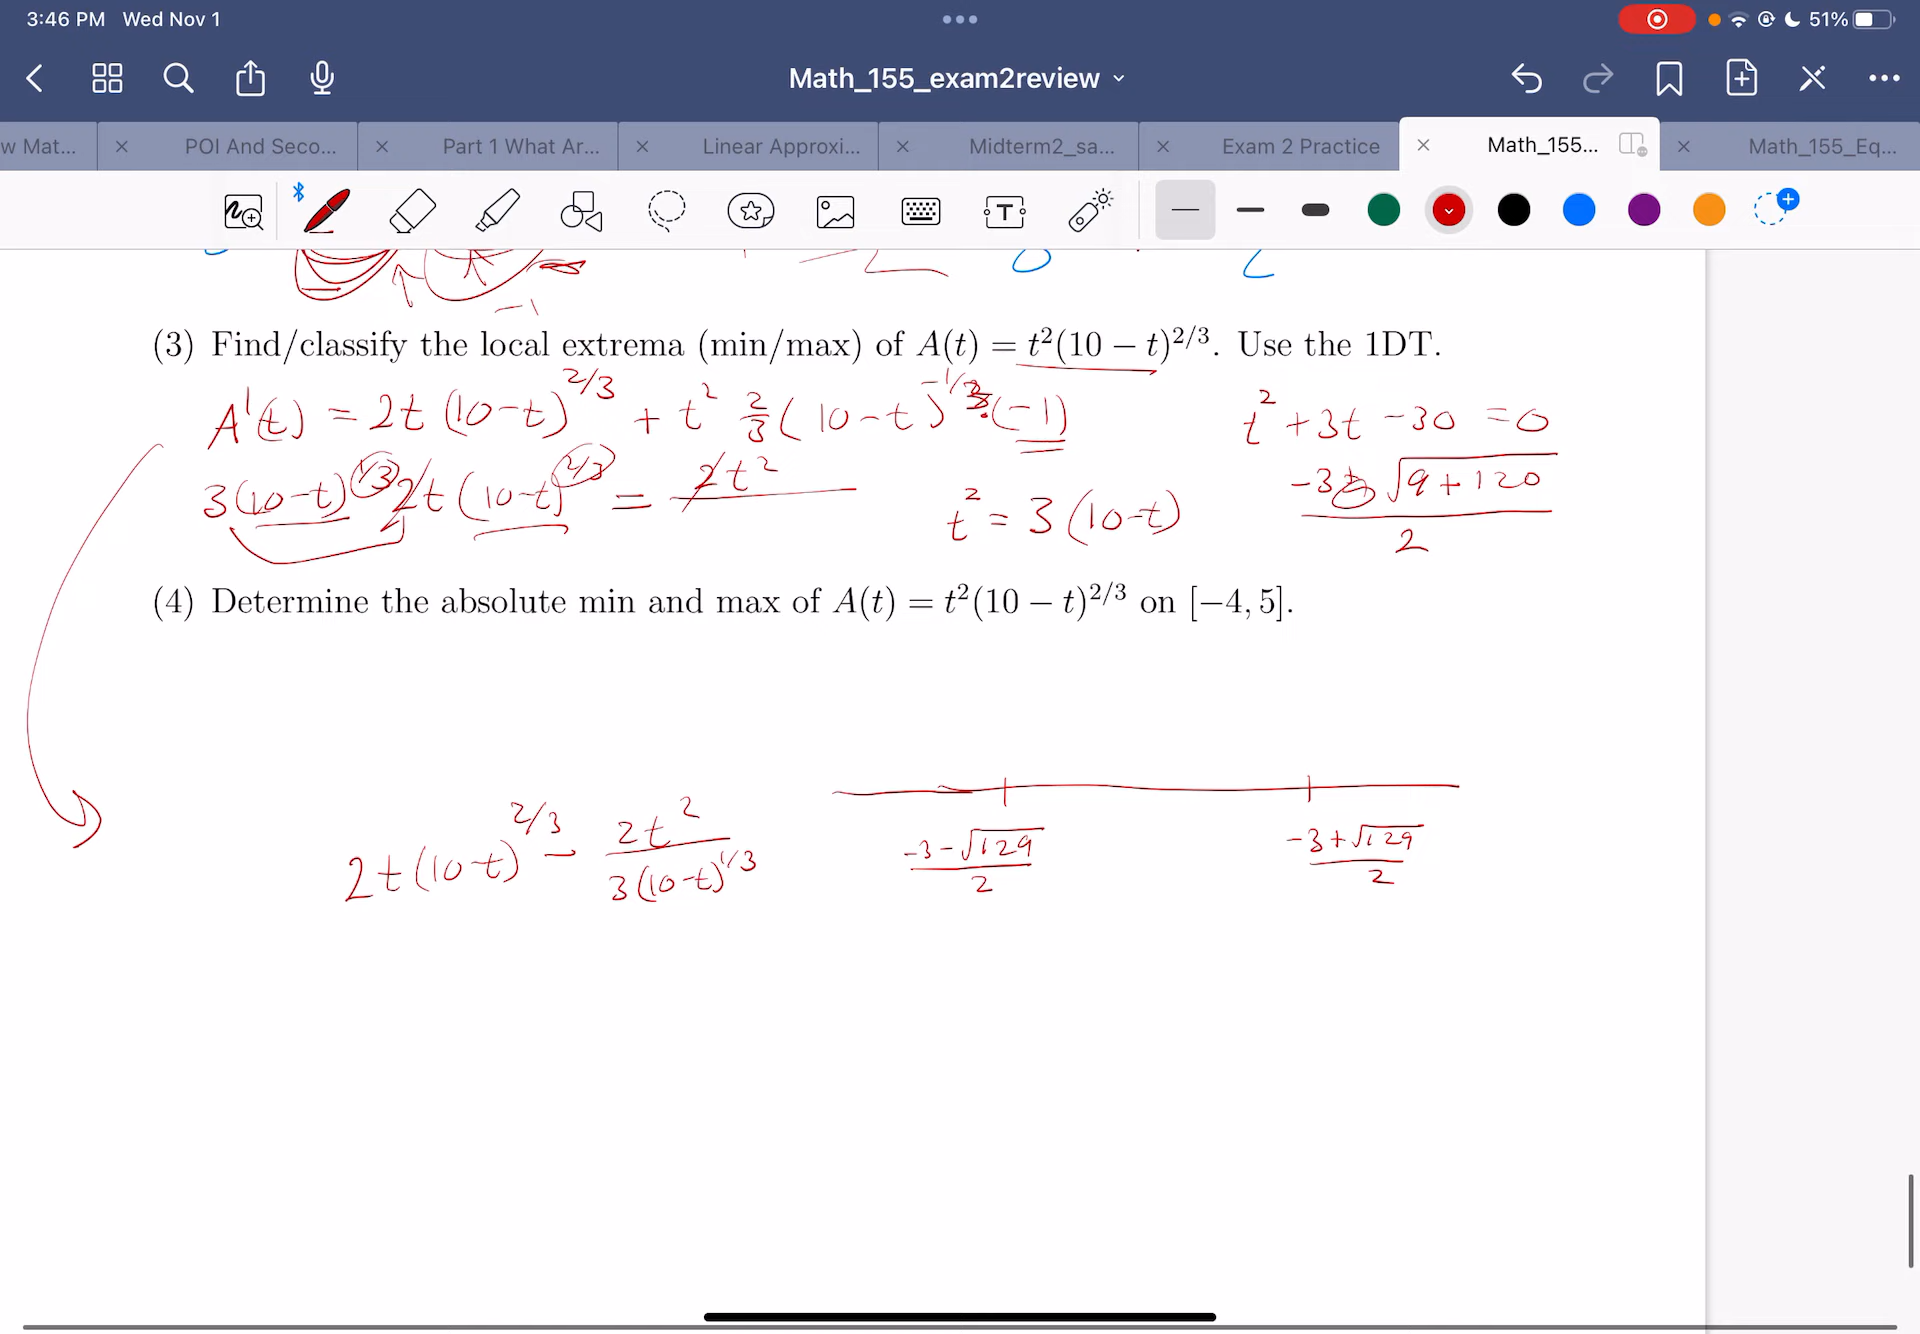 3:46 PM Wed Nov 1
51%
Math_155_exam2review
w Mat...
POI And Seco...
Part 1 What Ar...
Linear Approxi...
Midterm2_sa...
Exam 2 Practice
Math_155...
Math_155_Eq...
T
-1
(3) Find/classify the local extrema (min/max) of A(t) = t²(10 − t)^{2/3}. Use the 1DT.
A'(t) = 2t (10-t)^{2/3} + t² 2/3 (10-t)^{-1/3} · (-1)
t² + 3t - 30 = 0
3(10-t)^{1/3} 2t (10-t)^{2/3} = 2t²
t² = 3(10-t)
-3 ± √9+120
2
(4) Determine the absolute min and max of A(t) = t²(10 − t)^{2/3} on [−4, 5].
2t(10-t)^{2/3} - 2t² / 3(10-t)^{1/3}
-3-√129 / 2
-3+√129 / 2